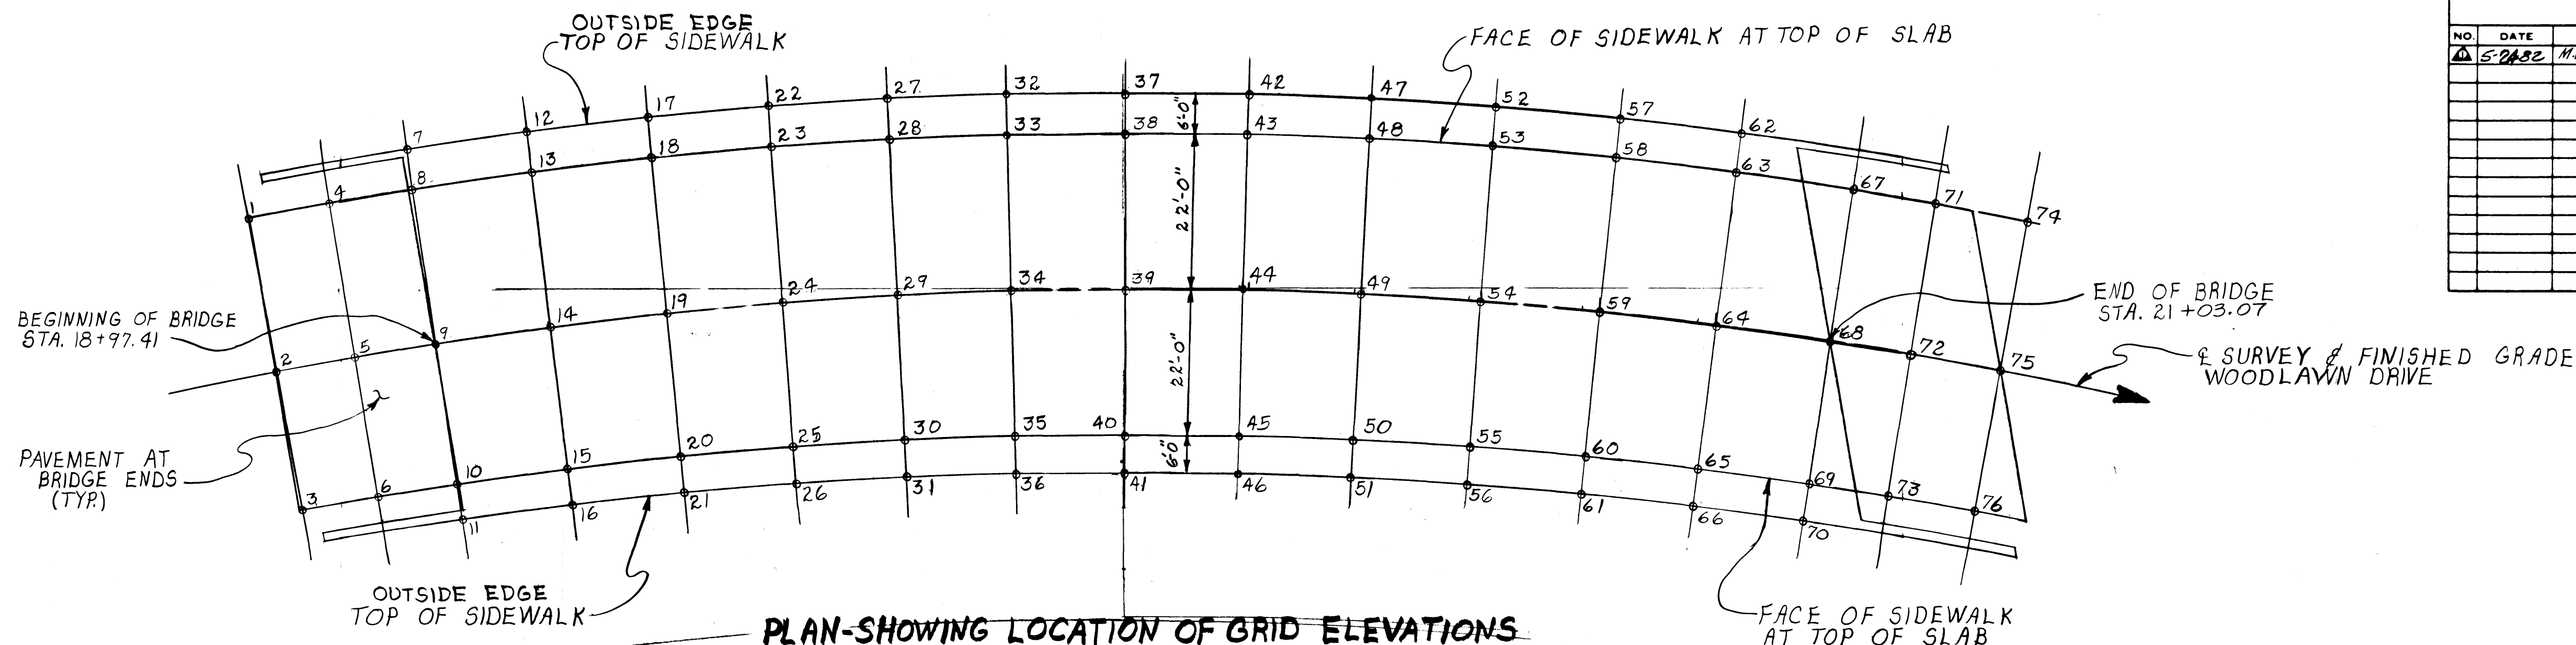 OUTSIDE EDGE
TOP OF SIDEWALK
FACE OF SIDEWALK AT TOP OF SLAB
NO. DATE
1 5-24-82
7 12 17 22 27 32 37 42 47 52 57 62
6'-0"
1 4 8 13 18 23 28 33 38 43 48 53 58 63 67 71 74
22'-0"
BEGINNING OF BRIDGE
STA. 18+97.41
2 5 9 14 19 24 29 34 39 44 49 54 59 64 68 72 75
END OF BRIDGE
STA. 21+03.07
℄ SURVEY & FINISHED GRADE
WOODLAWN DRIVE
22'-0"
PAVEMENT AT
BRIDGE ENDS
(TYP.)
3 6 10 15 20 25 30 35 40 45 50 55 60 65 69 73 76
6'-0"
11 16 21 26 31 36 41 46 51 56 61 66 70
OUTSIDE EDGE
TOP OF SIDEWALK
FACE OF SIDEWALK
AT TOP OF SLAB
PLAN-SHOWING LOCATION OF GRID ELEVATIONS